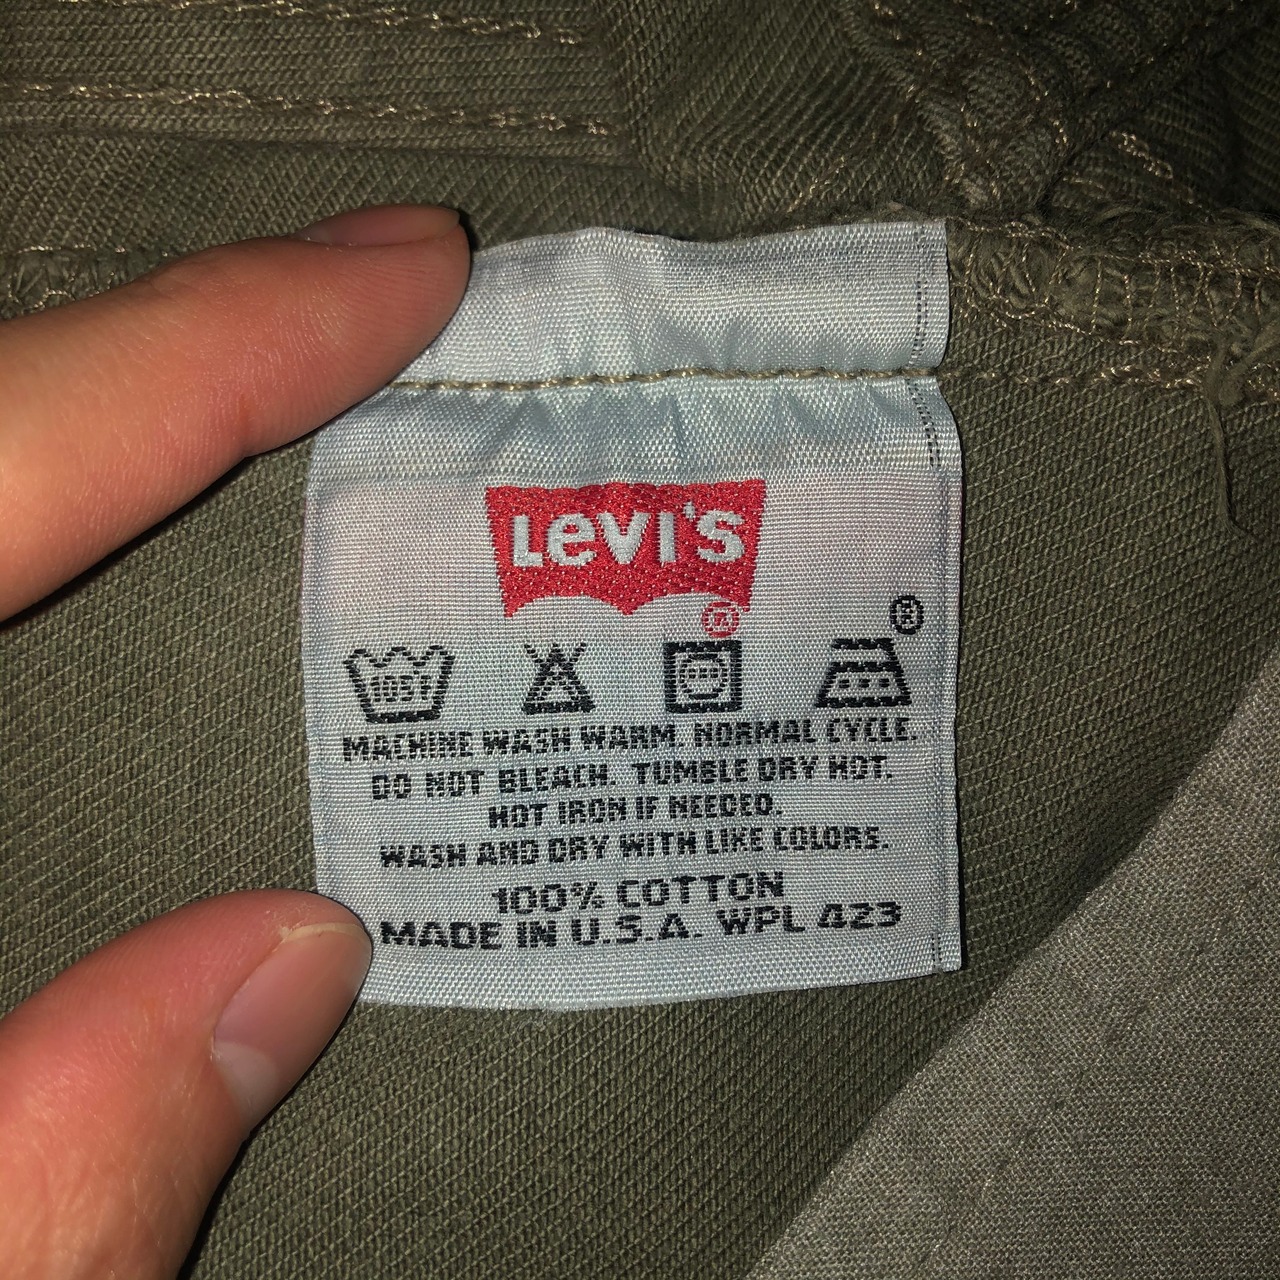 Levi's
®
®
105F
MACHINE WASH WARM. NORMAL CYCLE.
DO NOT BLEACH. TUMBLE DRY HOT.
HOT IRON IF NEEDED.
WASH AND DRY WITH LIKE COLORS.
100% COTTON
MADE IN U.S.A. WPL 423